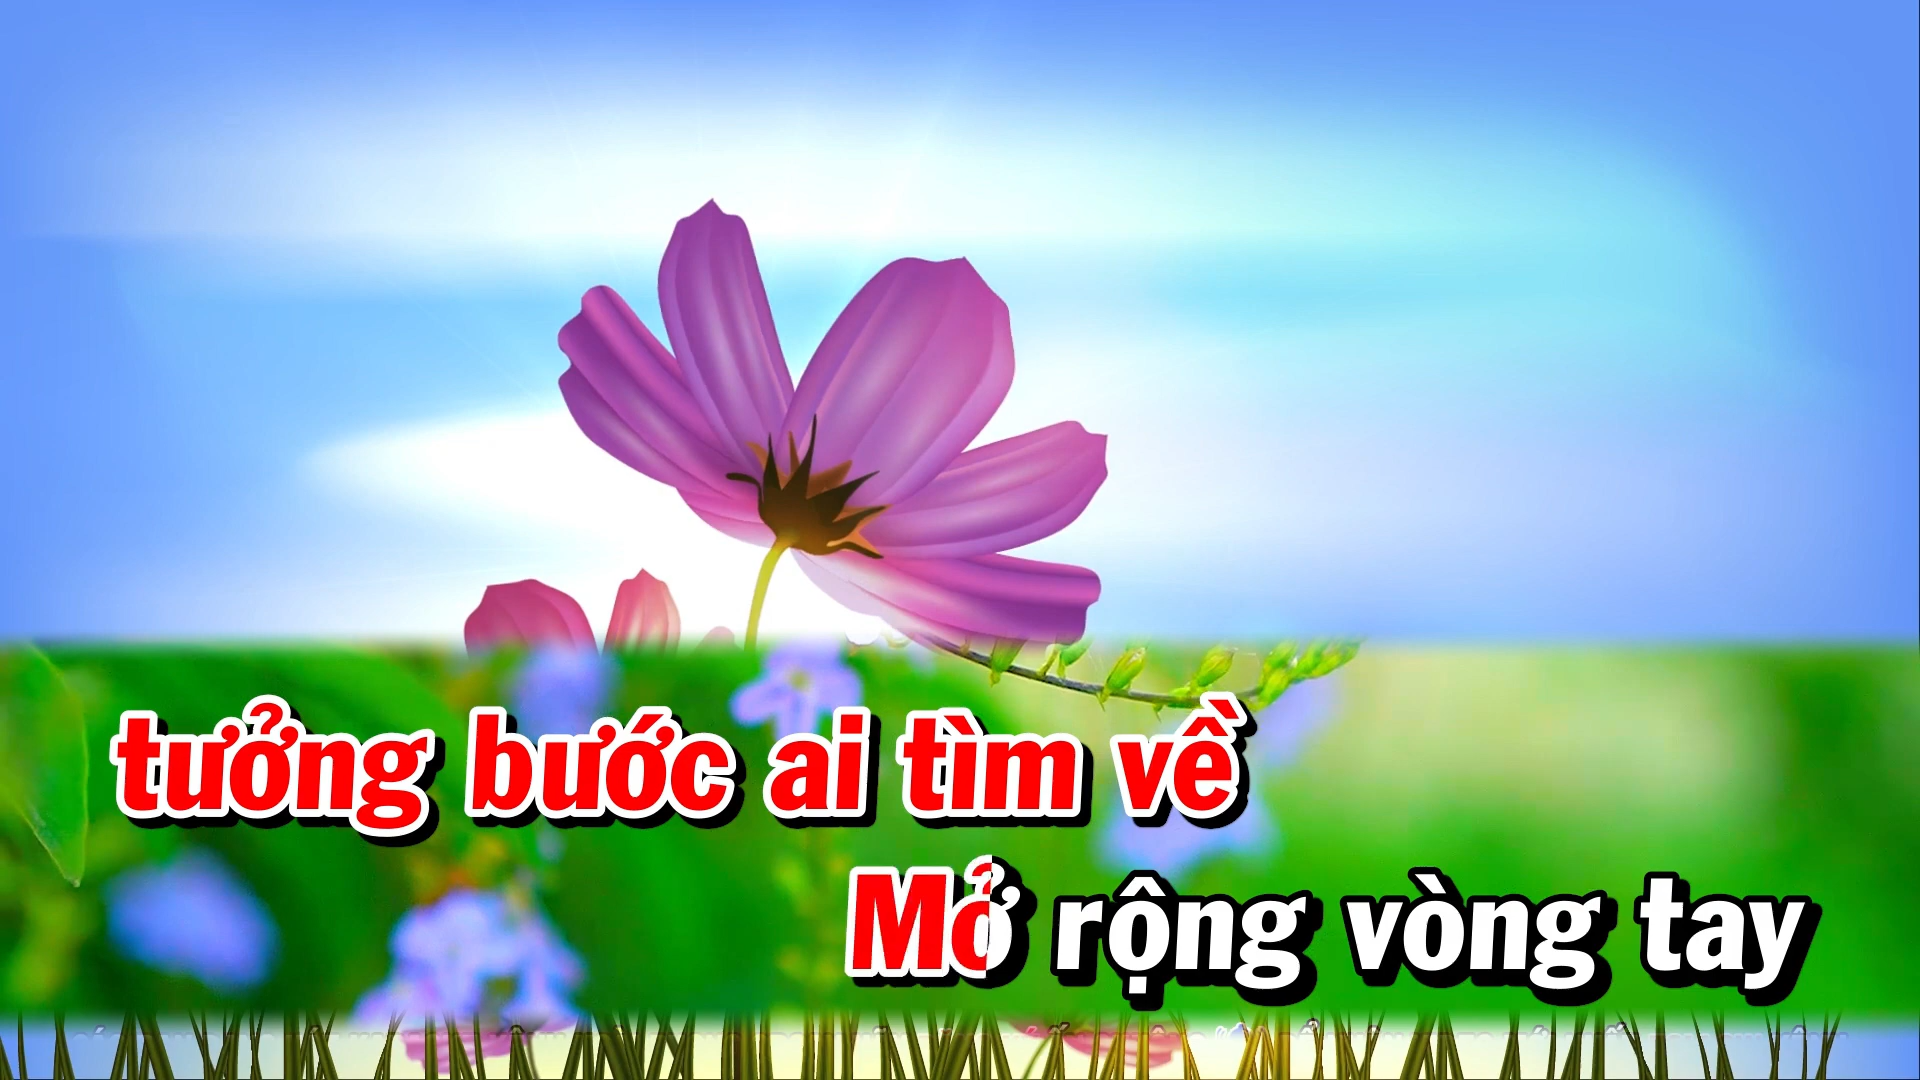 tưởng bước ai tìm về
Mở rộng vòng tay